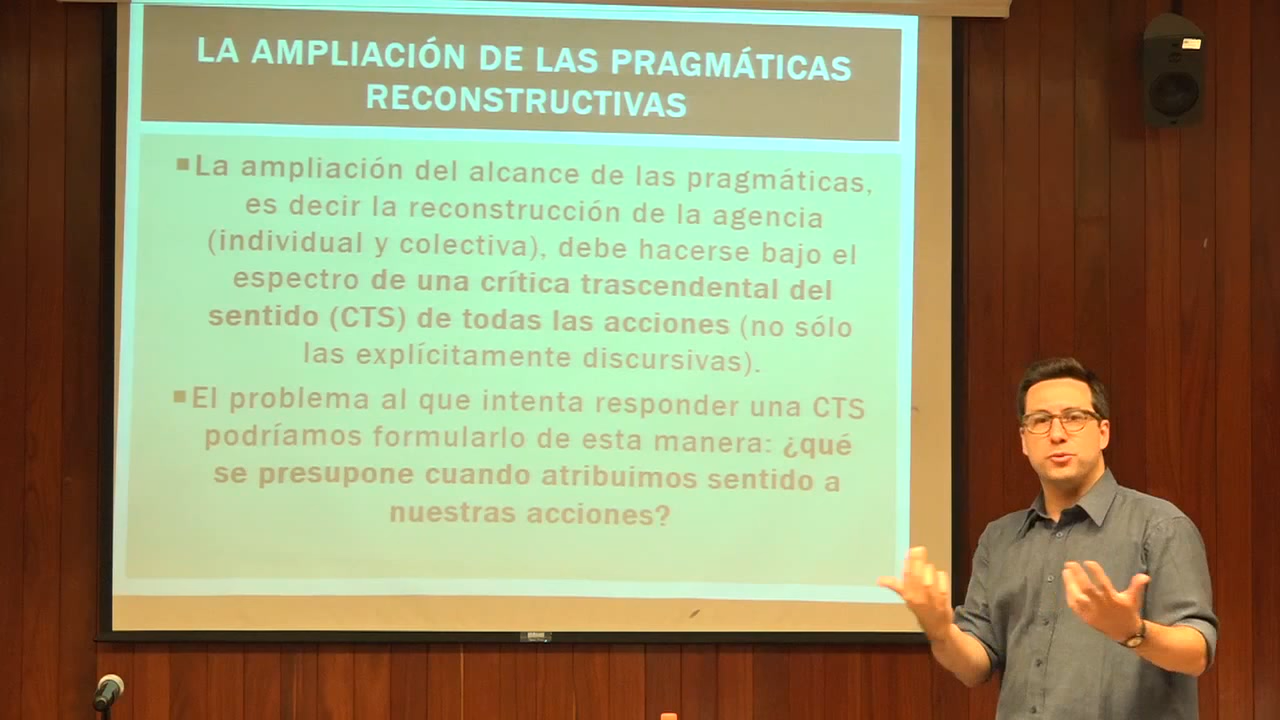 LA AMPLIACIÓN DE LAS PRAGMÁTICAS
RECONSTRUCTIVAS
▪La ampliación del alcance de las pragmáticas,
es decir la reconstrucción de la agencia
(individual y colectiva), debe hacerse bajo el
espectro de una crítica trascendental del
sentido (CTS) de todas las acciones (no sólo
las explícitamente discursivas).
▪El problema al que intenta responder una CTS
podríamos formularlo de esta manera: ¿qué
se presupone cuando atribuimos sentido a
nuestras acciones?